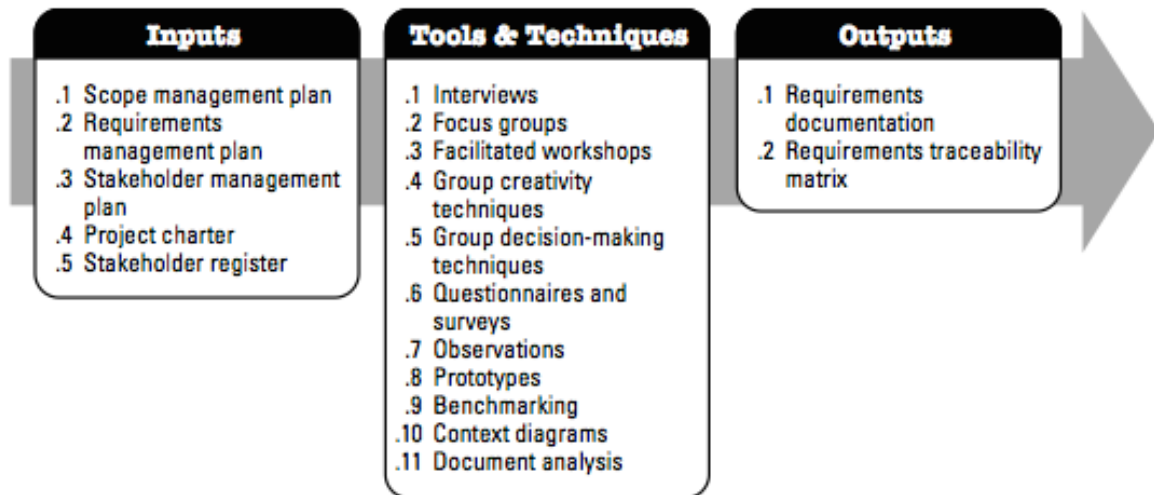 Inputs
.1 Scope management plan
.2 Requirements
management plan
.3 Stakeholder management
plan
.4 Project charter
.5 Stakeholder register
Tools & Techniques
.1 Interviews
.2 Focus groups
.3 Facilitated workshops
.4 Group creativity
techniques
.5 Group decision-making
techniques
.6 Questionnaires and
surveys
.7 Observations
.8 Prototypes
.9 Benchmarking
.10 Context diagrams
.11 Document analysis
Outputs
.1 Requirements
documentation
.2 Requirements traceability
matrix